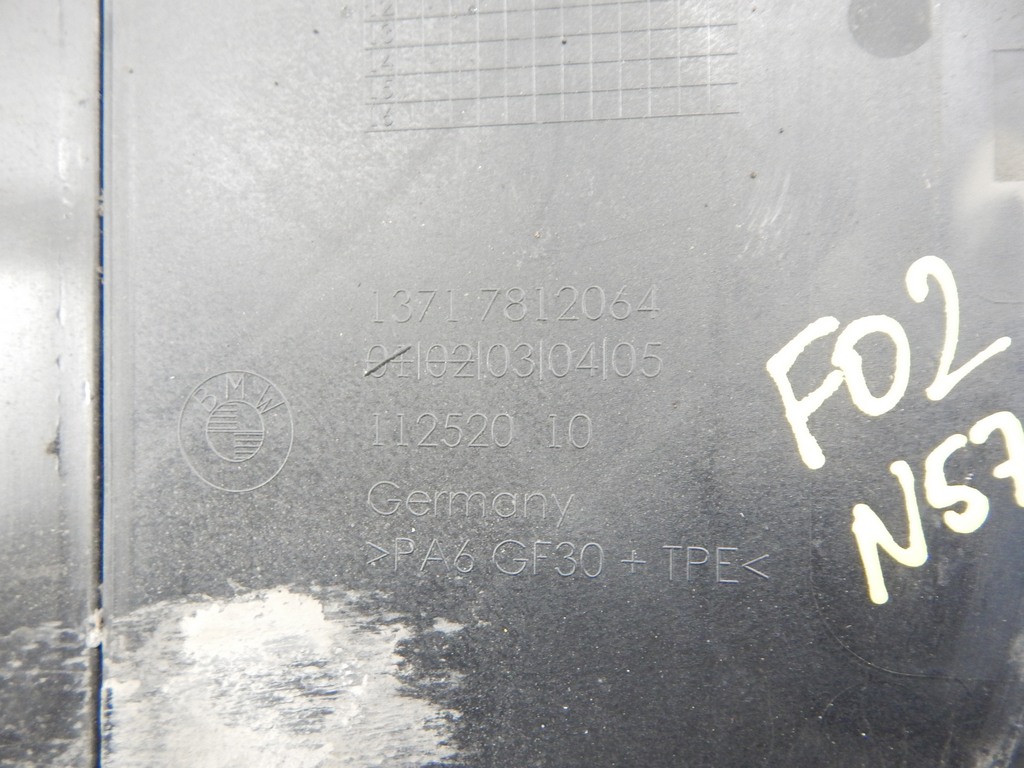 1371 7812064
01|02|03|04|05
BMW
112520 10
Germany
>PA6 GF30 + TPE<
F02
N57